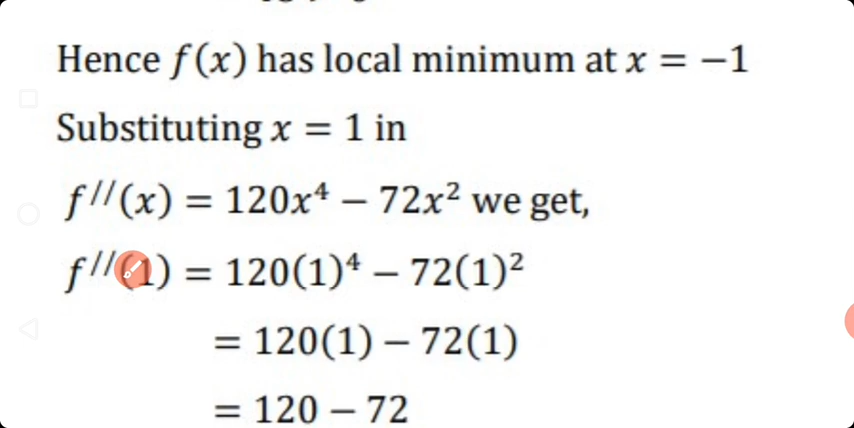 Hence f(x) has local minimum at x = −1
Substituting x = 1 in
f//(x) = 120x⁴ − 72x² we get,
f//(1) = 120(1)⁴ − 72(1)²
= 120(1) − 72(1)
= 120 − 72